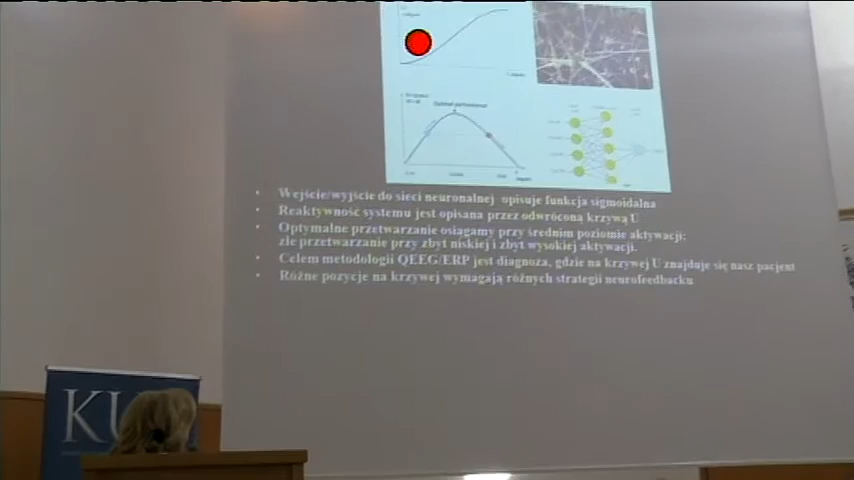 Optimal performance
Wejście/wyjście do sieci neuronalnej opisuje funkcja sigmoidalna
Reaktywność systemu jest opisana przez odwróconą krzywą U
Optymalne przetwarzanie osiągamy przy średnim poziomie aktywacji;
złe przetwarzanie przy zbyt niskiej i zbyt wysokiej aktywacji.
Celem metodologii QEEG/ERP jest diagnoza, gdzie na krzywej U znajduje się nasz pacjent
Różne pozycje na krzywej wymagają różnych strategii neurofeedbacku